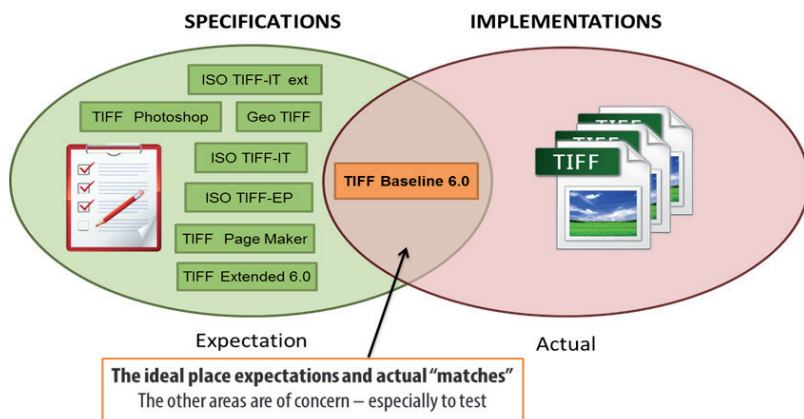 SPECIFICATIONS
IMPLEMENTATIONS
ISO TIFF-IT ext
TIFF Photoshop
Geo TIFF
ISO TIFF-IT
ISO TIFF-EP
TIFF Page Maker
TIFF Extended 6.0
TIFF Baseline 6.0
TIFF
TIFF
TIFF
Expectation
Actual
The ideal place expectations and actual “matches”
The other areas are of concern – especially to test